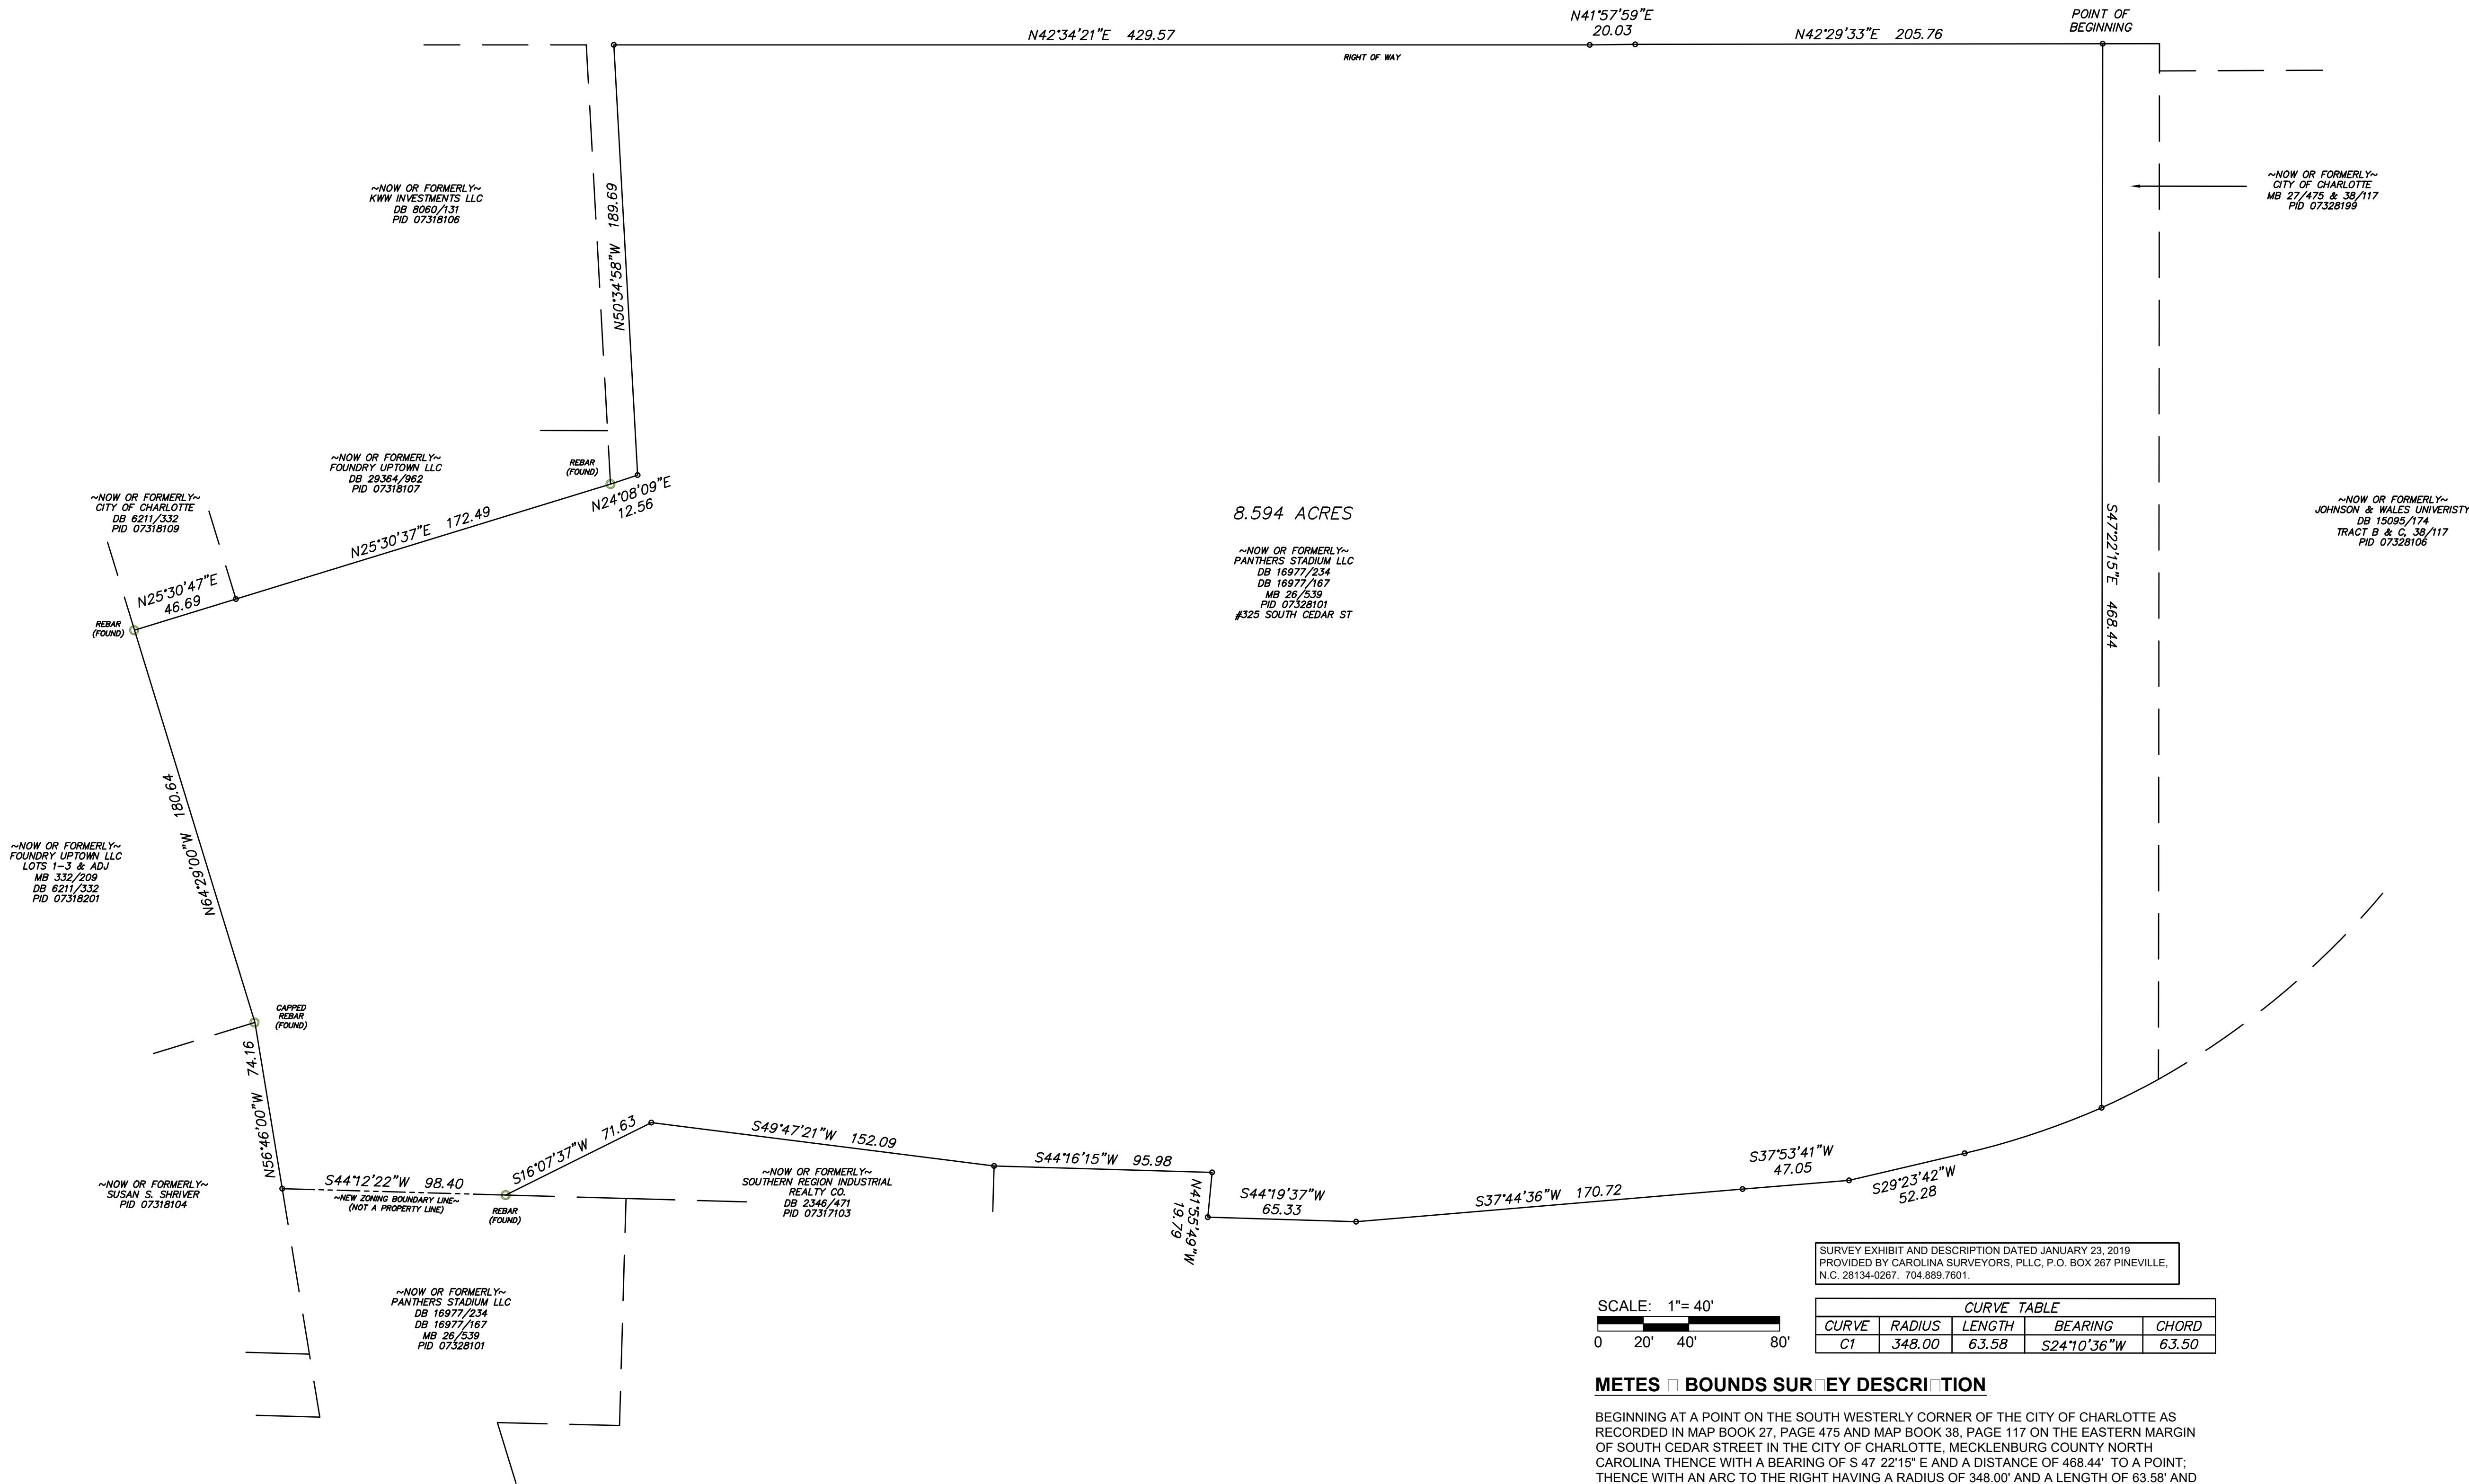 N42°34'21"E 429.57
N41°57'59"E
20.03
N42°29'33"E 205.76
POINT OF
BEGINNING
RIGHT OF WAY
~NOW OR FORMERLY~
KWW INVESTMENTS LLC
DB 8060/131
PID 07318106
N50°34'58"W 189.69
~NOW OR FORMERLY~
CITY OF CHARLOTTE
MB 27/475 & 38/117
PID 07328199
~NOW OR FORMERLY~
FOUNDRY UPTOWN LLC
DB 29364/962
PID 07318107
REBAR
(FOUND)
N24°08'09"E
12.56
~NOW OR FORMERLY~
CITY OF CHARLOTTE
DB 6211/332
PID 07318109
N25°30'37"E 172.49
N25°30'47"E
46.69
REBAR
(FOUND)
8.594 ACRES
~NOW OR FORMERLY~
PANTHERS STADIUM LLC
DB 16977/234
DB 16977/167
MB 26/539
PID 07328101
#325 SOUTH CEDAR ST
S47°22'15"E 468.44
~NOW OR FORMERLY~
JOHNSON & WALES UNIVERISTY
DB 15095/174
TRACT B & C, 38/117
PID 07328106
N64°29'00"W 180.64
~NOW OR FORMERLY~
FOUNDRY UPTOWN LLC
LOTS 1-3 & ADJ
MB 332/209
DB 6211/332
PID 07318201
CAPPED
REBAR
(FOUND)
N56°46'00"W 74.16
~NOW OR FORMERLY~
SUSAN S. SHRIVER
PID 07318104
S44°12'22"W 98.40
~NEW ZONING BOUNDARY LINE~
(NOT A PROPERTY LINE)
REBAR
(FOUND)
S16°07'37"W 71.63
S49°47'21"W 152.09
~NOW OR FORMERLY~
SOUTHERN REGION INDUSTRIAL
REALTY CO.
DB 2346/471
PID 07317103
S44°16'15"W 95.98
N41°55'49"W
19.79
S44°19'37"W
65.33
S37°44'36"W 170.72
S37°53'41"W
47.05
S29°23'42"W
52.28
~NOW OR FORMERLY~
PANTHERS STADIUM LLC
DB 16977/234
DB 16977/167
MB 26/539
PID 07328101
SURVEY EXHIBIT AND DESCRIPTION DATED JANUARY 23, 2019
PROVIDED BY CAROLINA SURVEYORS, PLLC, P.O. BOX 267 PINEVILLE,
N.C. 28134-0267. 704.889.7601.
SCALE: 1"= 40'
0 20' 40' 80'
CURVE TABLE
CURVE RADIUS LENGTH BEARING CHORD
C1 348.00 63.58 S24°10'36"W 63.50
METES □ BOUNDS SUR□EY DESCRI□TION
BEGINNING AT A POINT ON THE SOUTH WESTERLY CORNER OF THE CITY OF CHARLOTTE AS
RECORDED IN MAP BOOK 27, PAGE 475 AND MAP BOOK 38, PAGE 117 ON THE EASTERN MARGIN
OF SOUTH CEDAR STREET IN THE CITY OF CHARLOTTE, MECKLENBURG COUNTY NORTH
CAROLINA THENCE WITH A BEARING OF S 47 22'15" E AND A DISTANCE OF 468.44' TO A POINT;
THENCE WITH AN ARC TO THE RIGHT HAVING A RADIUS OF 348.00' AND A LENGTH OF 63.58' AND